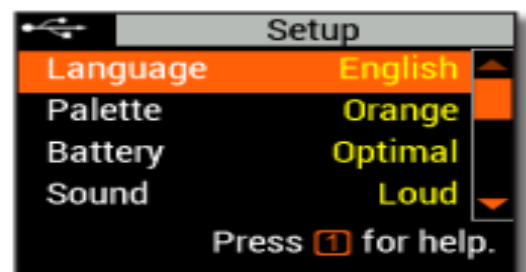 Setup
Language English
Palette Orange
Battery Optimal
Sound Loud
Press 1 for help.